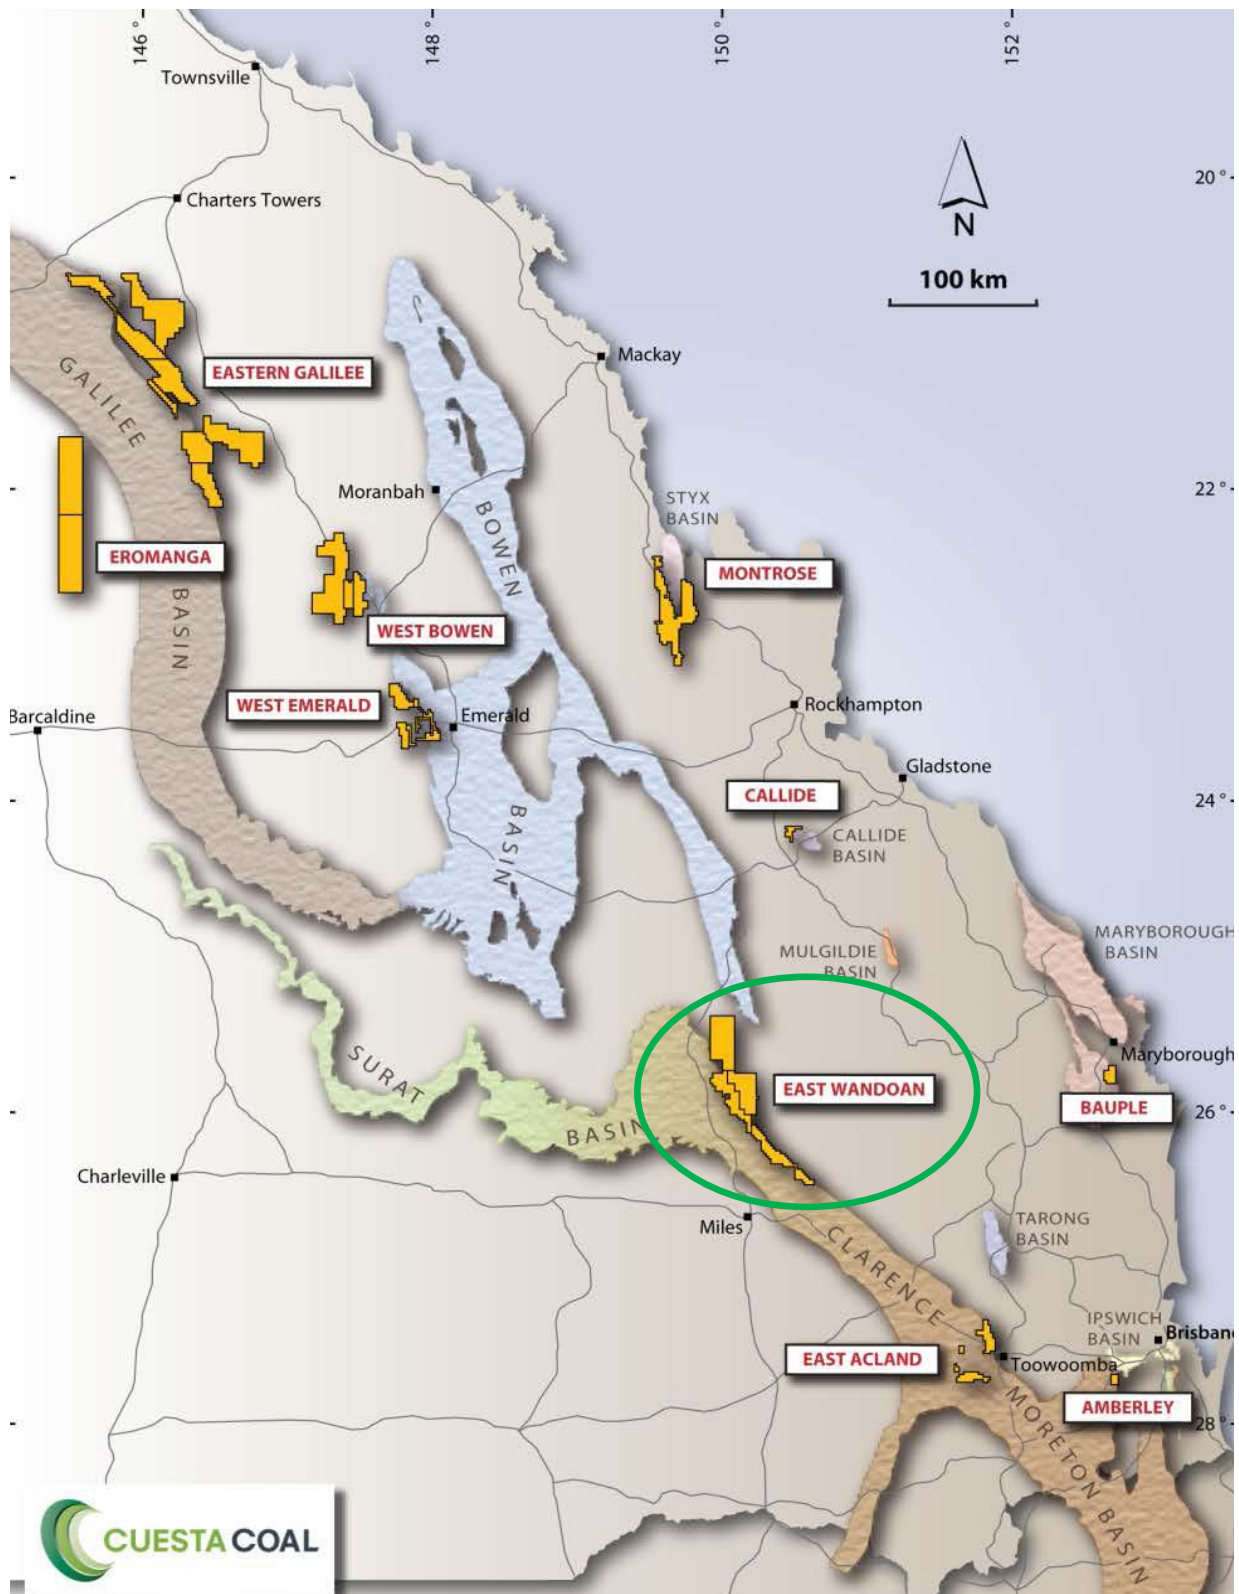 146 °
148 °
150 °
152 °
Townsville
Charters Towers
20 °
N
100 km
Mackay
EASTERN GALILEE
GALILEE
BASIN
Moranbah
BOWEN
BASIN
STYX
BASIN
22 °
EROMANGA
MONTROSE
WEST BOWEN
WEST EMERALD
Emerald
Barcaldine
Rockhampton
Gladstone
CALLIDE
24 °
CALLIDE
BASIN
MULGILDIE
BASIN
MARYBOROUGH
BASIN
Maryborough
SURAT
BASIN
EAST WANDOAN
BAUPLE
26 °
Charleville
Miles
TARONG
BASIN
CLARENCE
MORETON BASIN
IPSWICH
BASIN
Brisbane
EAST ACLAND
Toowoomba
AMBERLEY
28 °
CUESTA COAL